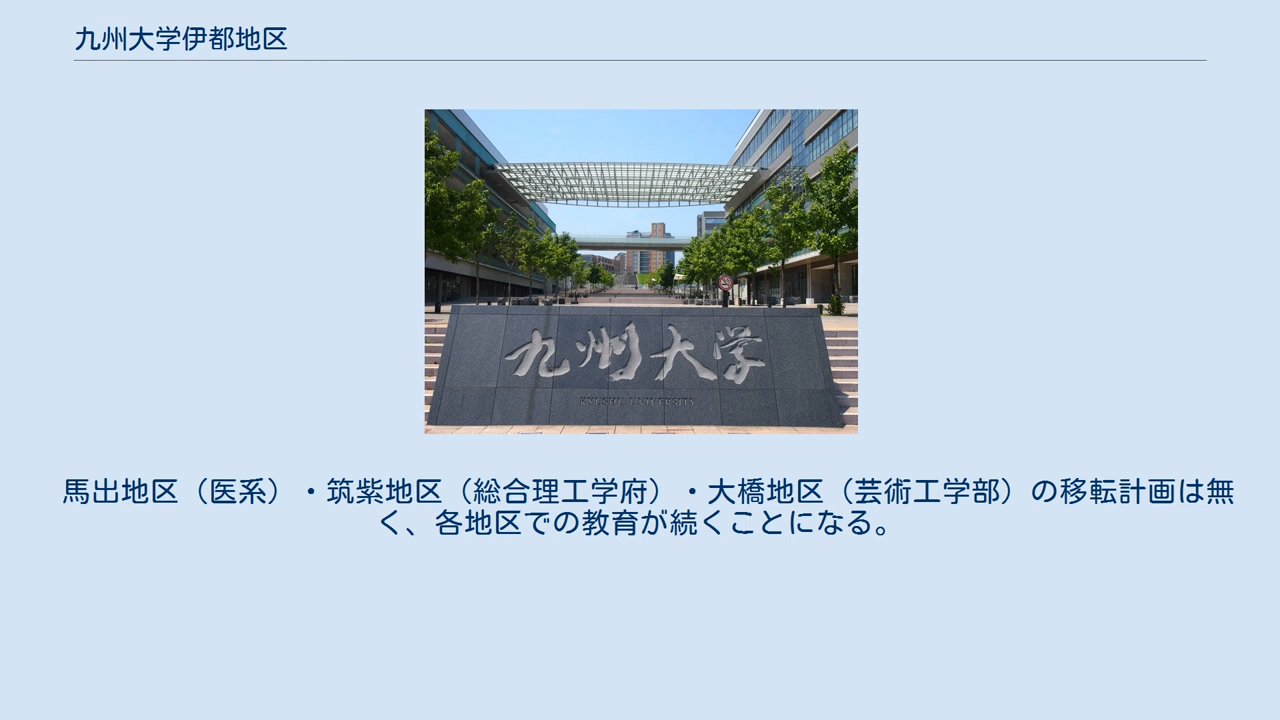 九州大学伊都地区
九州大学
KYUSHU UNIVERSITY
馬出地区（医系）・筑紫地区（総合理工学府）・大橋地区（芸術工学部）の移転計画は無
く、各地区での教育が続くことになる。